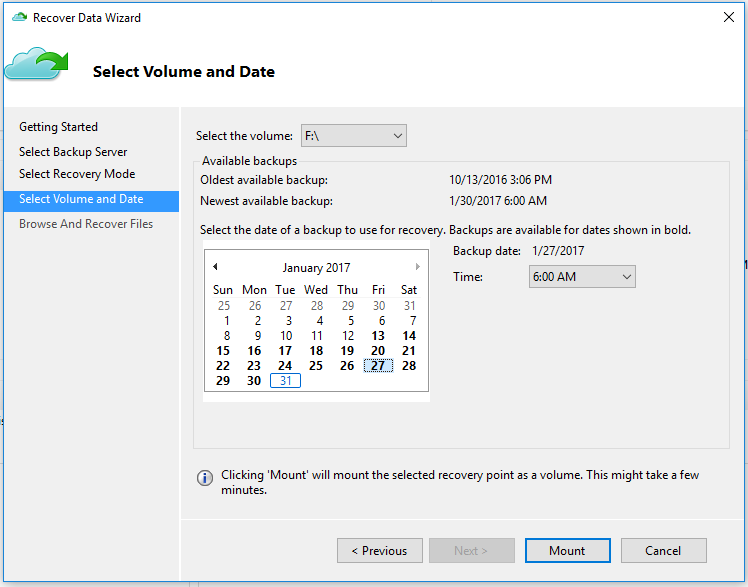 Recover Data Wizard
Select Volume and Date
Getting Started
Select Backup Server
Select Recovery Mode
Select Volume and Date
Browse And Recover Files
Select the volume: F:\
Available backups
Oldest available backup: 10/13/2016 3:06 PM
Newest available backup: 1/30/2017 6:00 AM
Select the date of a backup to use for recovery. Backups are available for dates shown in bold.
Backup date: 1/27/2017
Time: 6:00 AM
January 2017
Sun Mon Tue Wed Thu Fri Sat
25 26 27 28 29 30 31
1 2 3 4 5 6 7
8 9 10 11 12 13 14
15 16 17 18 19 20 21
22 23 24 25 26 27 28
29 30 31
Clicking 'Mount' will mount the selected recovery point as a volume. This might take a few
minutes.
< Previous
Next >
Mount
Cancel